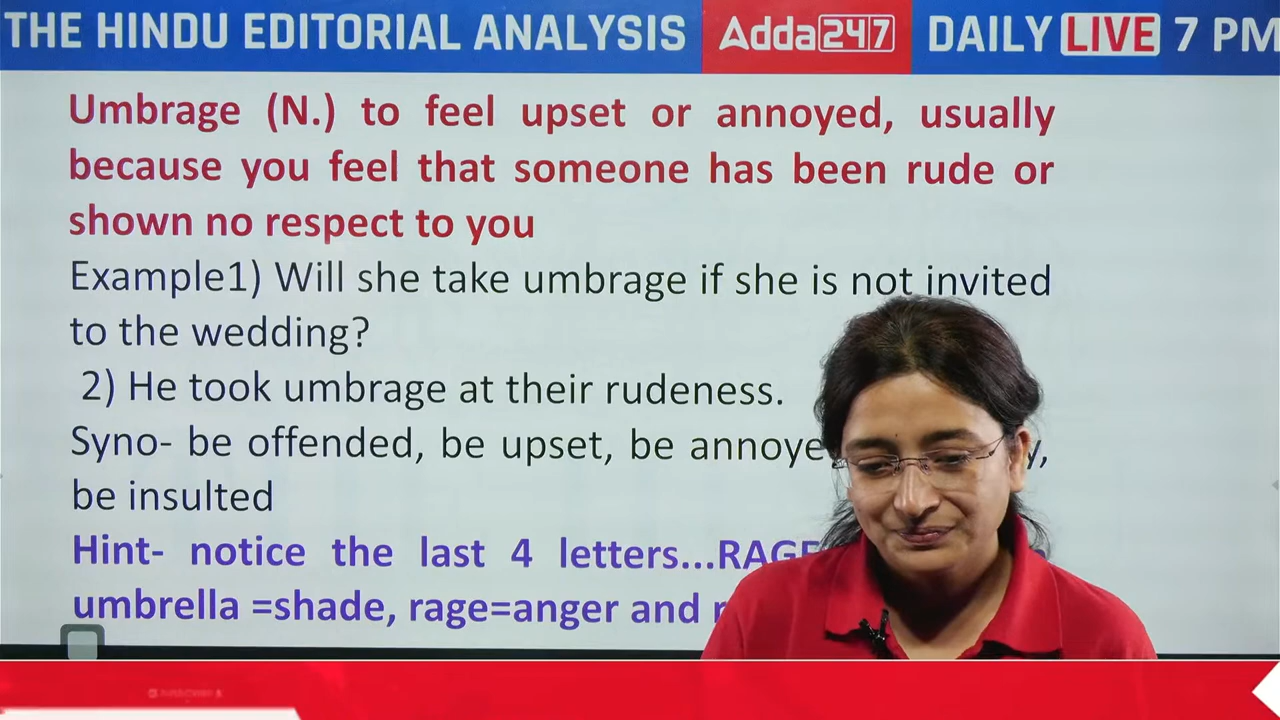 THE HINDU EDITORIAL ANALYSIS Adda247 DAILY LIVE 7 PM
Umbrage (N.) to feel upset or annoyed, usually
because you feel that someone has been rude or
shown no respect to you
Example1) Will she take umbrage if she is not invited
to the wedding?
2) He took umbrage at their rudeness.
Syno- be offended, be upset, be annoye
be insulted
Hint- notice the last 4 letters...RAGE
umbrella =shade, rage=anger and